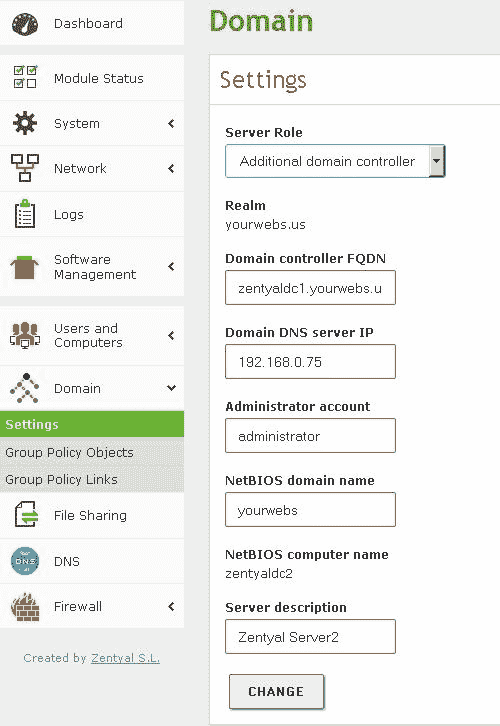 Dashboard
Module Status
System
Network
Logs
Software
Management
Users and
Computers
Domain
Settings
Group Policy Objects
Group Policy Links
File Sharing
DNS
DNS
Firewall
Created by Zentyal S.L.
Domain
Settings
Server Role
Additional domain controller
Realm
yourwebs.us
Domain controller FQDN
zentyaldc1.yourwebs.u
Domain DNS server IP
192.168.0.75
Administrator account
administrator
NetBIOS domain name
yourwebs
NetBIOS computer name
zentyaldc2
Server description
Zentyal Server2
CHANGE